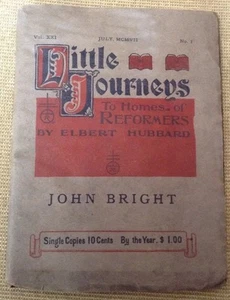 Vol. XXI JULY, MCMVII No. 1
Little
Journeys
To Homes of
REFORMERS
BY ELBERT HUBBARD
JOHN BRIGHT
Single Copies 10 Cents By the Year, $1.00